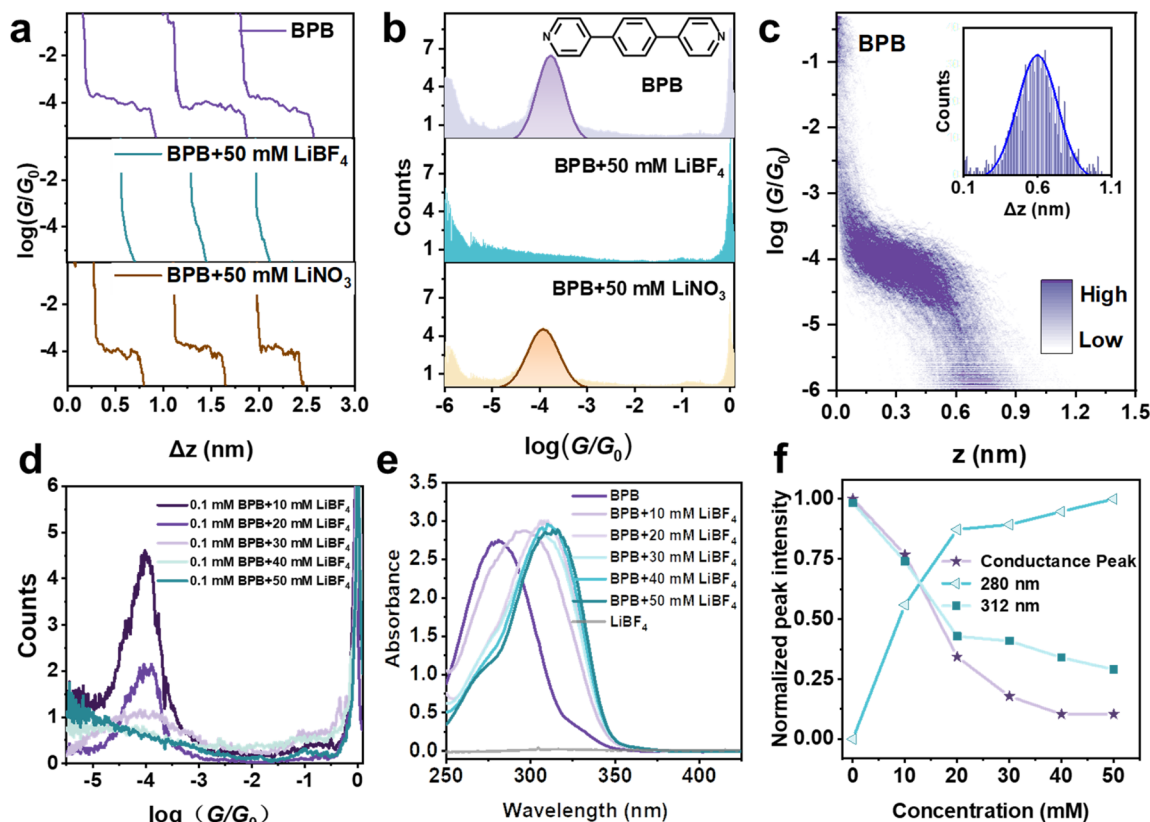 a
BPB
BPB+50 mM LiBF4
BPB+50 mM LiNO3
log(G/G0)
-2
-4
-2
-4
-2
-4
0.0 0.5 1.0 1.5 2.0 2.5 3.0
Δz (nm)
b
N
N
BPB
BPB+50 mM LiBF4
BPB+50 mM LiNO3
Counts
7
4
1
7
4
1
7
4
1
-6 -5 -4 -3 -2 -1 0
log(G/G0)
c
BPB
log (G/G0)
-1
-2
-3
-4
-5
-6
Counts
0.1 0.6 1.1
Δz (nm)
High
Low
0.0 0.3 0.6 0.9 1.2 1.5
z (nm)
d
0.1 mM BPB+10 mM LiBF4
0.1 mM BPB+20 mM LiBF4
0.1 mM BPB+30 mM LiBF4
0.1 mM BPB+40 mM LiBF4
0.1 mM BPB+50 mM LiBF4
Counts
6
5
4
3
2
1
0
-5 -4 -3 -2 -1 0
log (G/G0)
e
BPB
BPB+10 mM LiBF4
BPB+20 mM LiBF4
BPB+30 mM LiBF4
BPB+40 mM LiBF4
BPB+50 mM LiBF4
LiBF4
Absorbance
3.5
3.0
2.5
2.0
1.5
1.0
0.5
0.0
250 300 350 400
Wavelength (nm)
f
Conductance Peak
280 nm
312 nm
Normalized peak intensity
1.00
0.75
0.50
0.25
0.00
0 10 20 30 40 50
Concentration (mM)